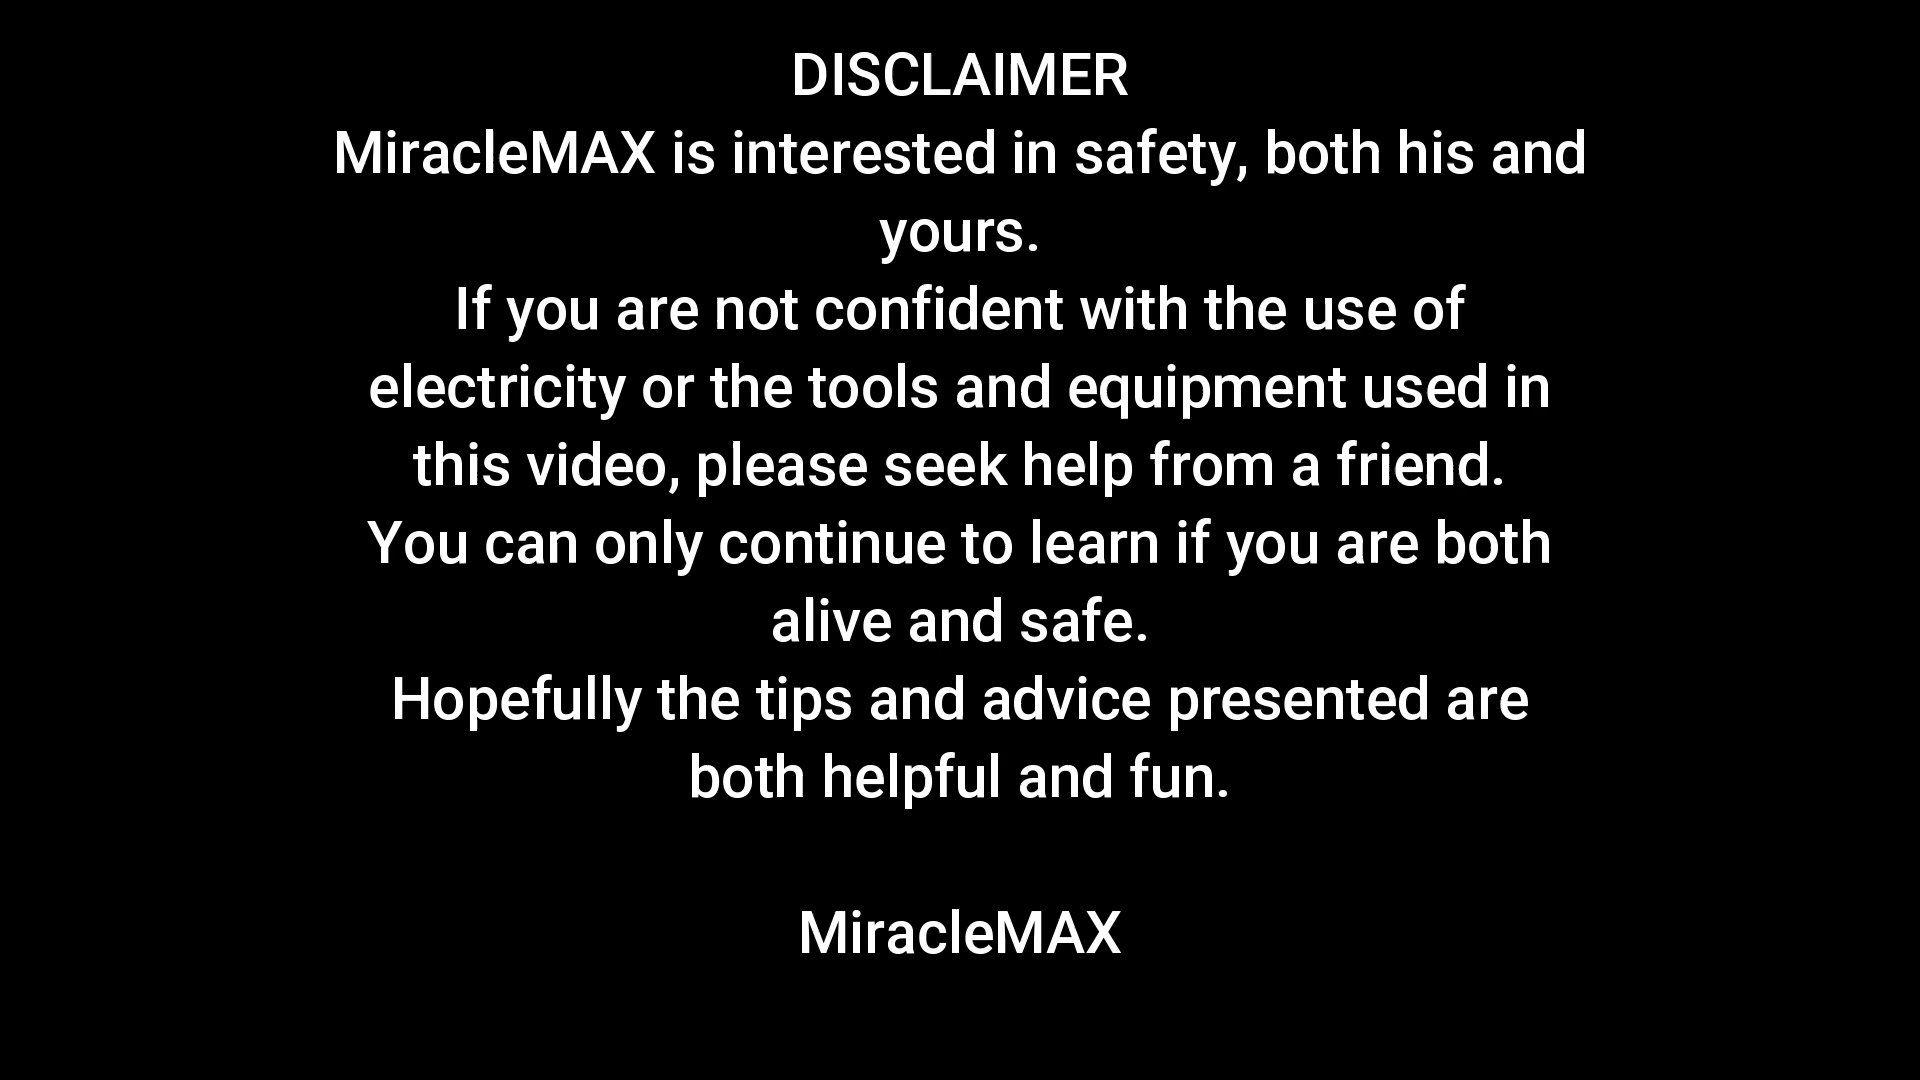 DISCLAIMER
MiracleMAX is interested in safety, both his and
yours.
If you are not confident with the use of
electricity or the tools and equipment used in
this video, please seek help from a friend.
You can only continue to learn if you are both
alive and safe.
Hopefully the tips and advice presented are
both helpful and fun.
MiracleMAX